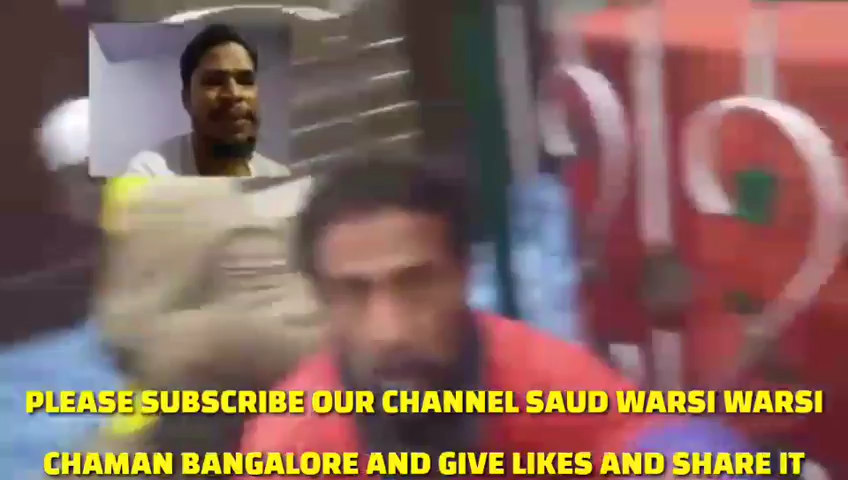 PLEASE SUBSCRIBE OUR CHANNEL SAUD WARSI WARSI
CHAMAN BANGALORE AND GIVE LIKES AND SHARE IT